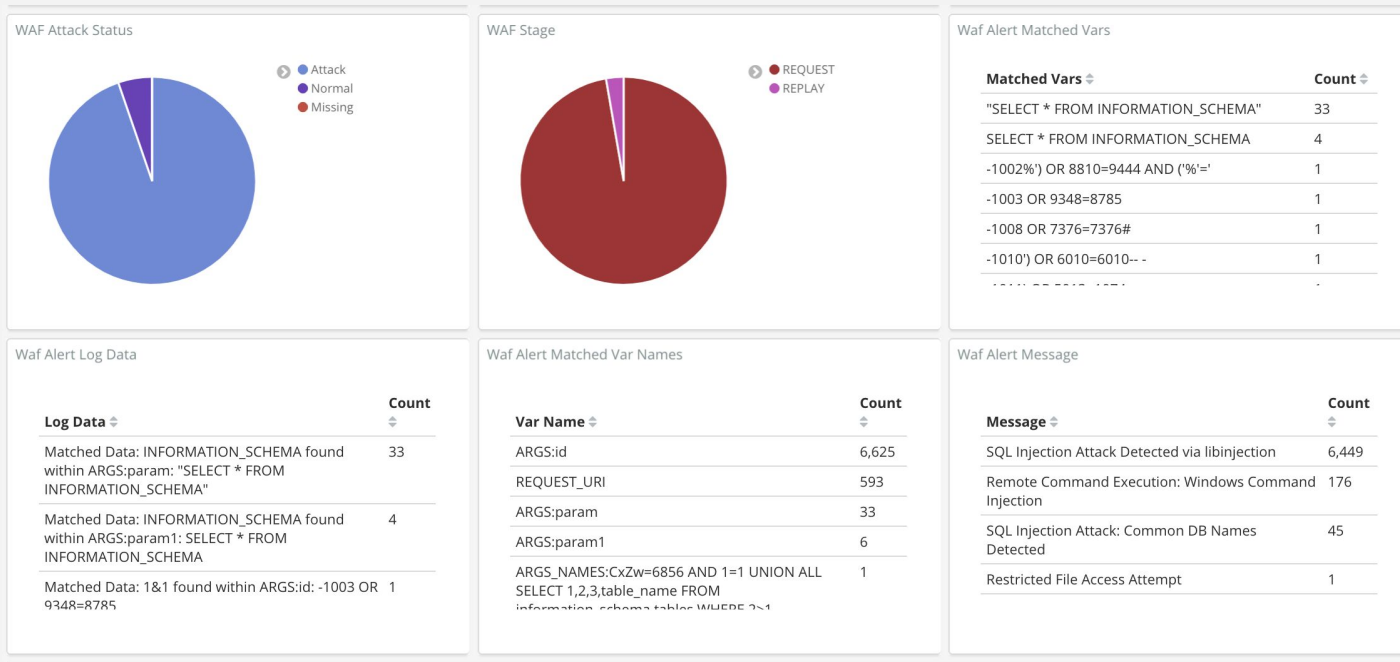 WAF Attack Status
Attack
Normal
Missing
WAF Stage
REQUEST
REPLAY
Waf Alert Matched Vars
Matched Vars Count
"SELECT * FROM INFORMATION_SCHEMA" 33
SELECT * FROM INFORMATION_SCHEMA 4
-1002%') OR 8810=9444 AND ('%'=' 1
-1003 OR 9348=8785 1
-1008 OR 7376=7376# 1
-1010') OR 6010=6010-- - 1
Waf Alert Log Data
Count
Log Data
Matched Data: INFORMATION_SCHEMA found 33
within ARGS:param: "SELECT * FROM
INFORMATION_SCHEMA"
Matched Data: INFORMATION_SCHEMA found 4
within ARGS:param1: SELECT * FROM
INFORMATION_SCHEMA
Matched Data: 1&1 found within ARGS:id: -1003 OR 1
9348=8785
Waf Alert Matched Var Names
Count
Var Name
ARGS:id 6,625
REQUEST_URI 593
ARGS:param 33
ARGS:param1 6
ARGS_NAMES:CxZw=6856 AND 1=1 UNION ALL 1
SELECT 1,2,3,table_name FROM
information_schema.tables WHERE 2>1
Waf Alert Message
Count
Message
SQL Injection Attack Detected via libinjection 6,449
Remote Command Execution: Windows Command 176
Injection
SQL Injection Attack: Common DB Names 45
Detected
Restricted File Access Attempt 1